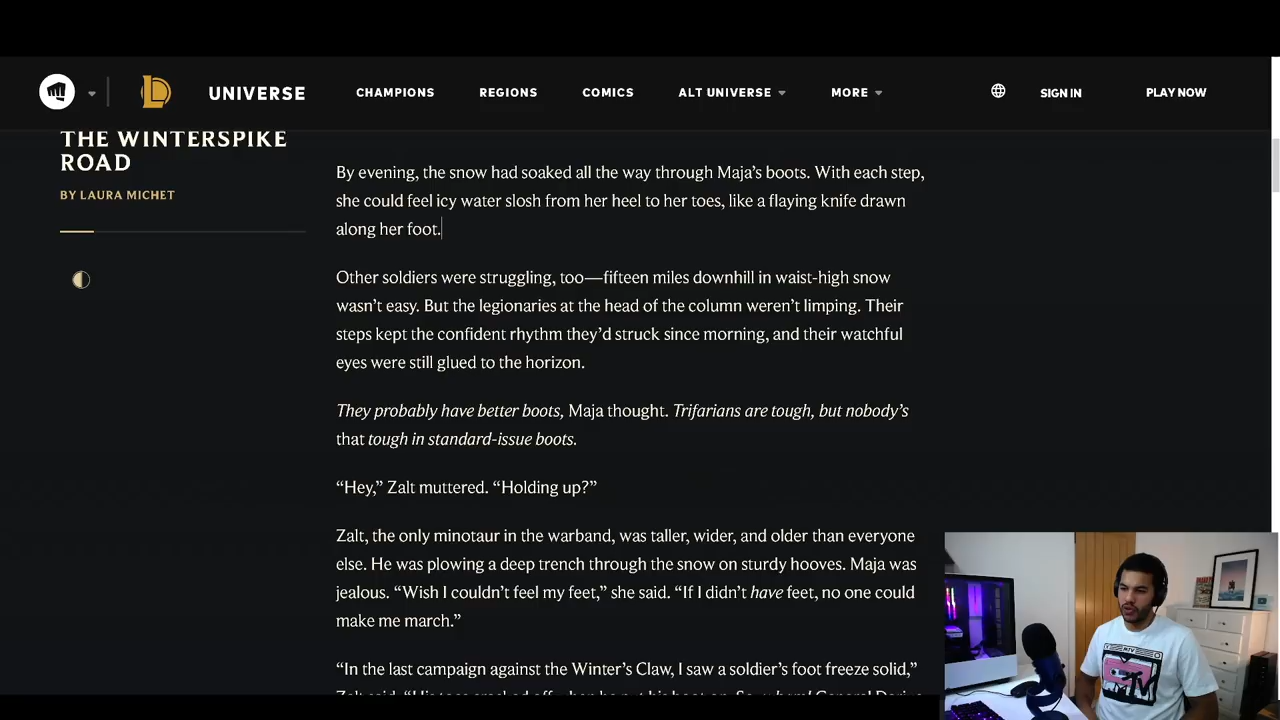 UNIVERSE
CHAMPIONS
REGIONS
COMICS
ALT UNIVERSE
MORE
SIGN IN
PLAY NOW
THE WINTERSPIKE
ROAD
BY LAURA MICHET
By evening, the snow had soaked all the way through Maja’s boots. With each step,
she could feel icy water slosh from her heel to her toes, like a flaying knife drawn
along her foot.
Other soldiers were struggling, too—fifteen miles downhill in waist-high snow
wasn’t easy. But the legionaries at the head of the column weren’t limping. Their
steps kept the confident rhythm they’d struck since morning, and their watchful
eyes were still glued to the horizon.
They probably have better boots, Maja thought. Trifarians are tough, but nobody’s
that tough in standard-issue boots.
“Hey,” Zalt muttered. “Holding up?”
Zalt, the only minotaur in the warband, was taller, wider, and older than everyone
else. He was plowing a deep trench through the snow on sturdy hooves. Maja was
jealous. “Wish I couldn’t feel my feet,” she said. “If I didn’t have feet, no one could
make me march.”
“In the last campaign against the Winter’s Claw, I saw a soldier’s foot freeze solid,”
MTV